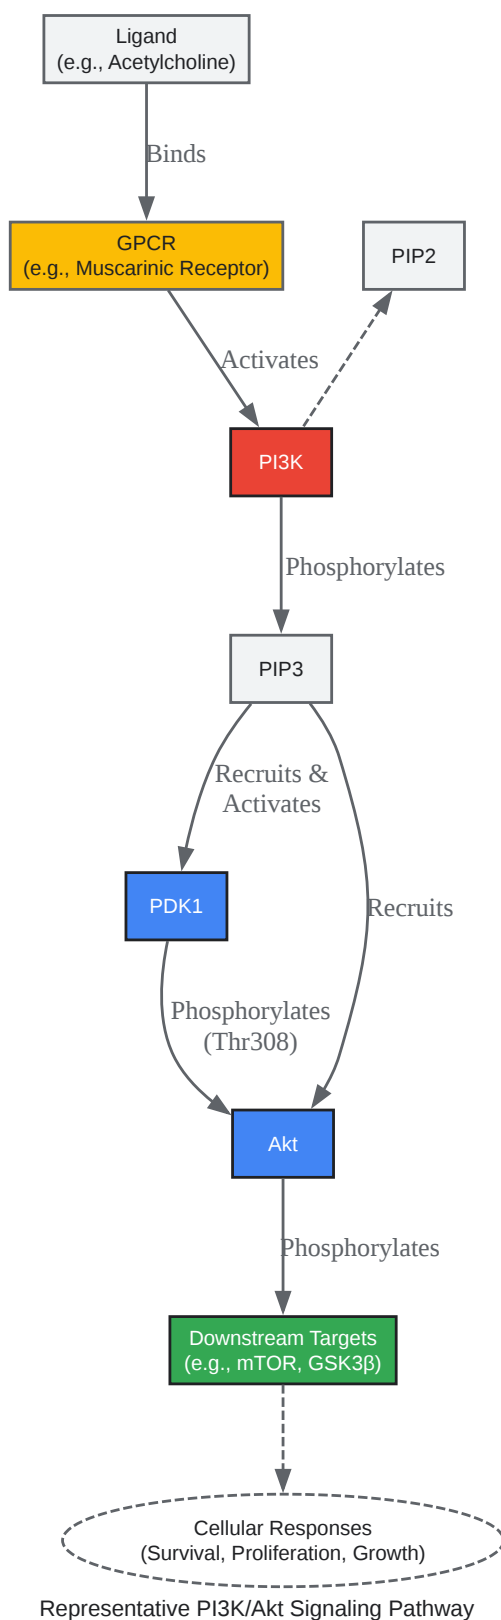 Ligand
(e.g., Acetylcholine)
Binds
GPCR
(e.g., Muscarinic Receptor)
PIP2
Activates
PI3K
Phosphorylates
PIP3
Recruits &
Activates
PDK1
Recruits
Phosphorylates
(Thr308)
Akt
Phosphorylates
Downstream Targets
(e.g., mTOR, GSK3β)
Cellular Responses
(Survival, Proliferation, Growth)
Representative PI3K/Akt Signaling Pathway